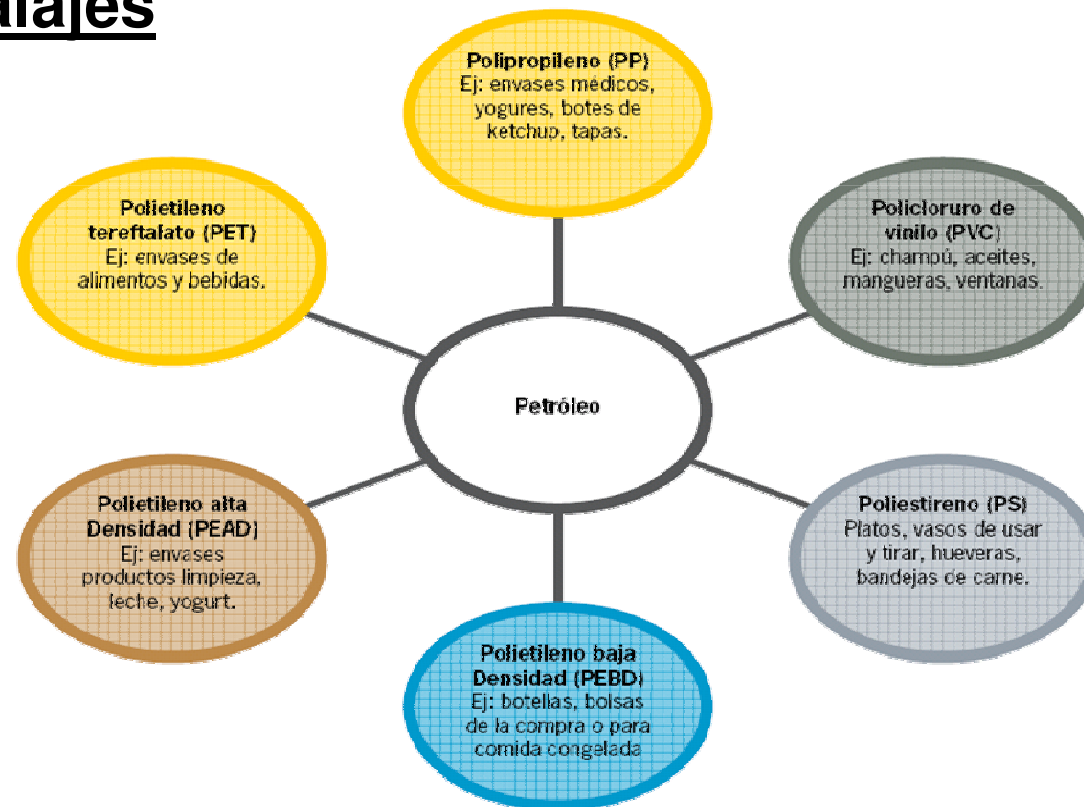 Polipropileno (PP)
Ej: envases médicos,
yogures, botes de
ketchup, tapas.
Polietileno
tereftalato (PET)
Ej: envases de
alimentos y bebidas.
Policloruro de
vinilo (PVC)
Ej: champú, aceites,
mangueras, ventanas.
Petróleo
Polietileno alta
Densidad (PEAD)
Ej: envases
productos limpieza,
leche, yogurt.
Poliestireno (PS)
Platos, vasos de usar
y tirar, hueveras,
bandejas de carne.
Polietileno baja
Densidad (PEBD)
Ej: botellas, bolsas
de la compra o para
comida congelada